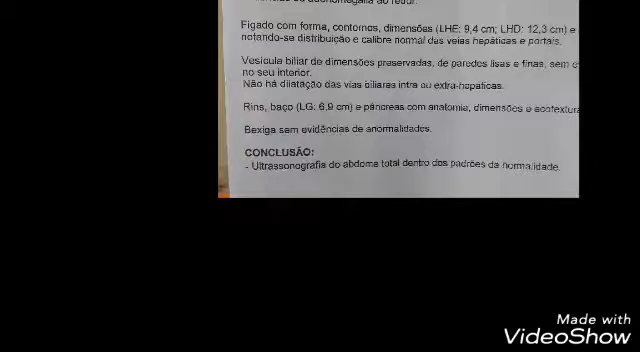 ao redor.
Fígado com forma, contornos, dimensões (LHE: 9,4 cm; LHD: 12,3 cm) e
notando-se distribuição e calibre normal das veias hepáticas e portais.
Vesícula biliar de dimensões preservadas, de paredes lisas e finas, sem
no seu interior.
Não há dilatação das vias biliares intra ou extra-hepáticas.
Rins, baço (LG: 6,9 cm) e pâncreas com anatomia, dimensões e
Bexiga sem evidências de anormalidades.
CONCLUSÃO:
- Ultrassonografia do abdome total dentro dos padrões da normalidade.
Made with
VideoShow